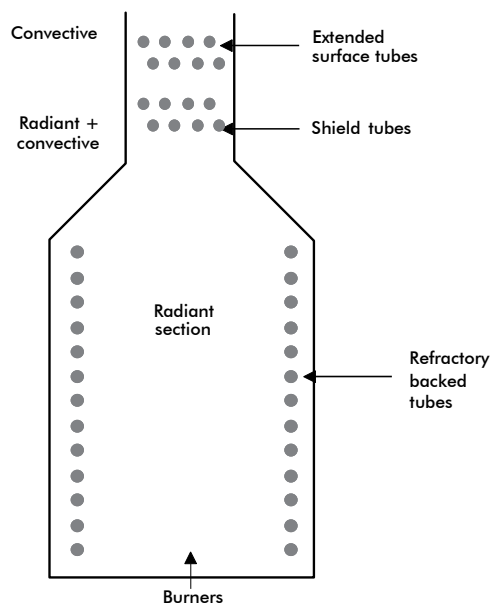 Convective
Extended
surface tubes
Radiant +
convective
Shield tubes
Radiant
section
Refractory
backed
tubes
Burners